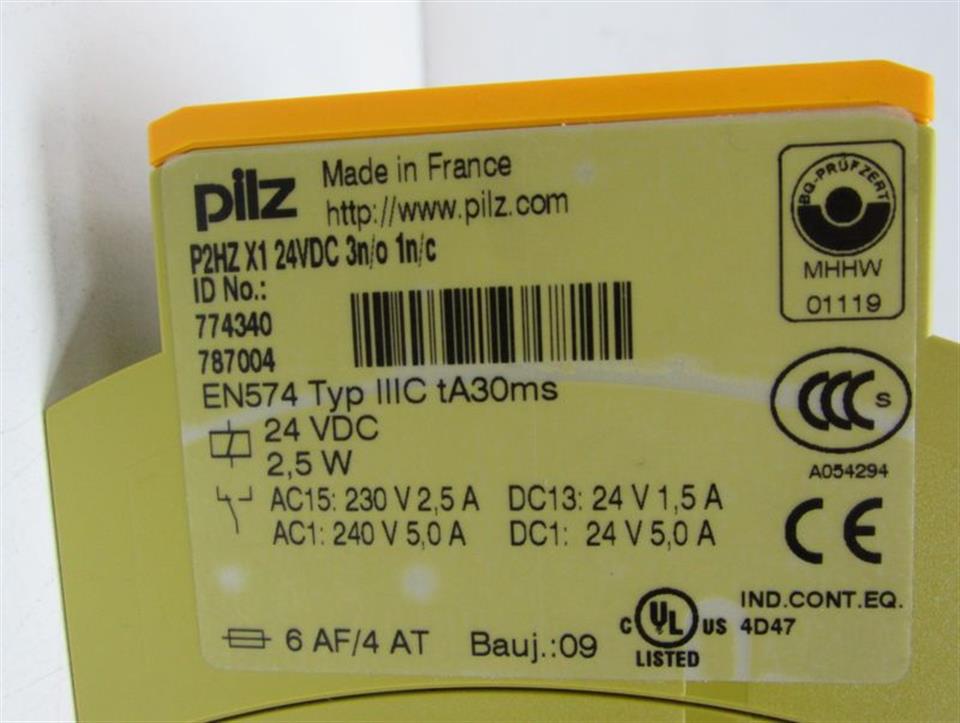 pilz
Made in France
http://www.pilz.com
P2HZ X1 24VDC 3n/o 1n/c
ID No.:
774340
787004
EN574 Typ IIIC tA30ms
24 VDC
2,5 W
AC15: 230 V 2,5 A DC13: 24 V 1,5 A
AC1: 240 V 5,0 A DC1: 24 V 5,0 A
6 AF/4 AT Bauj.:09
BG-PRÜFZERT
MHHW
01119
CCC S
A054294
CE
C UL US
LISTED
IND.CONT.EQ.
4D47